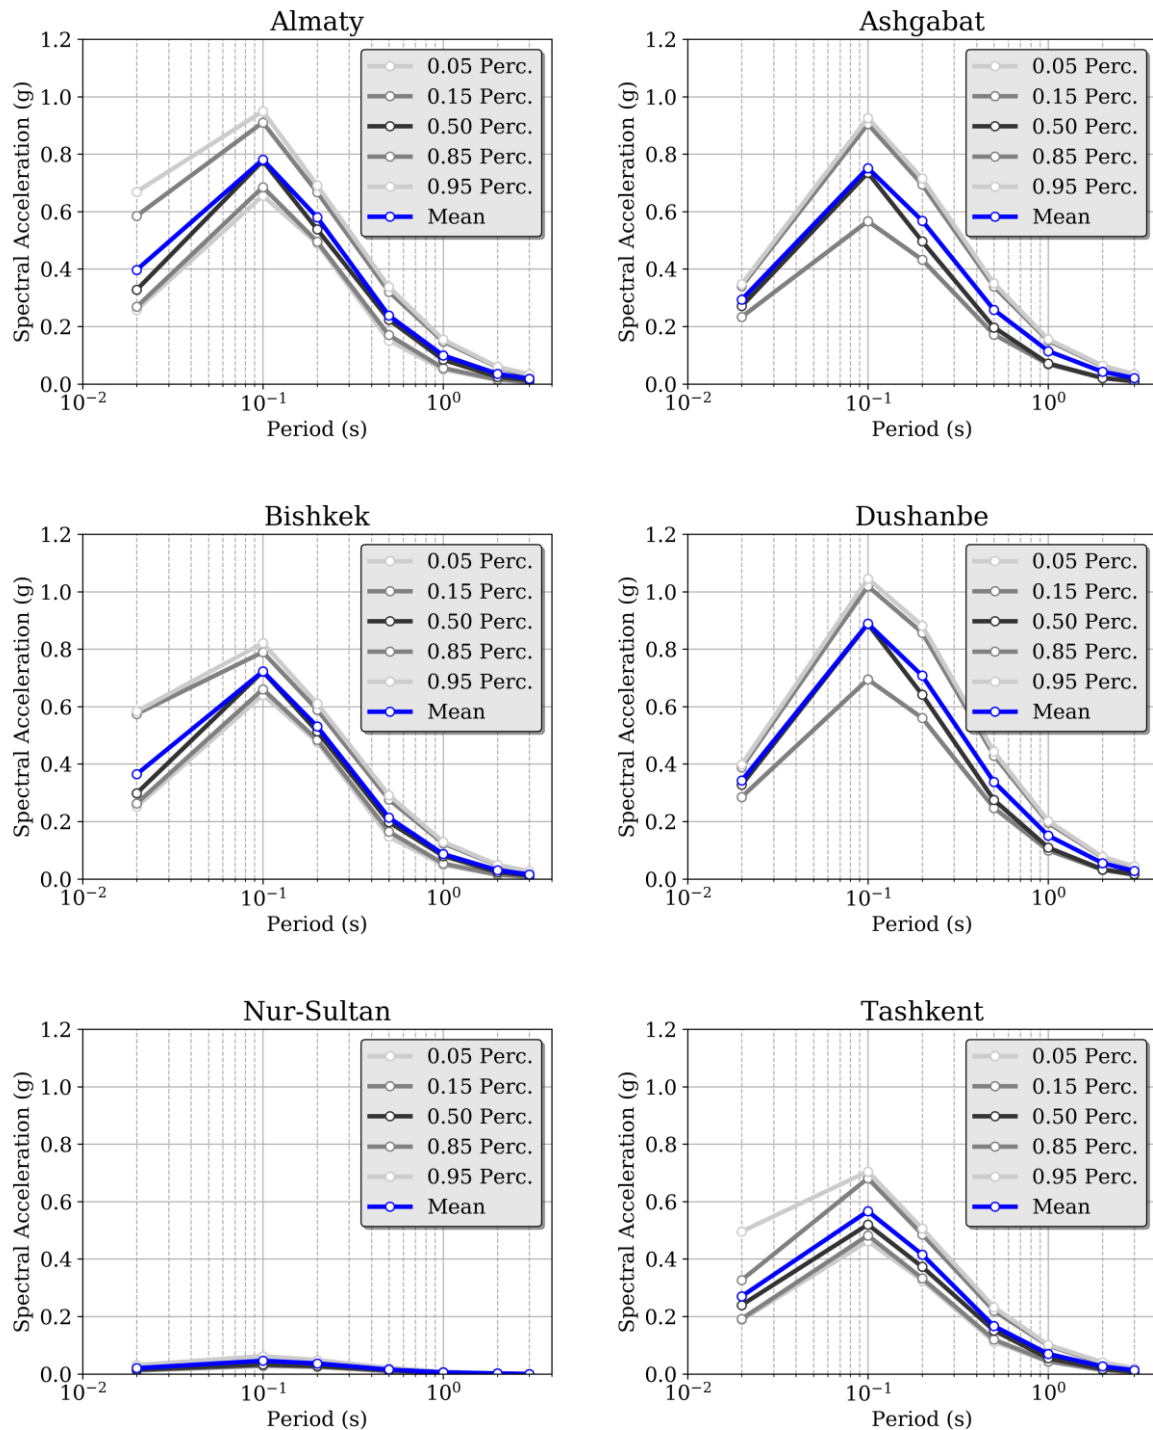 Almaty
1.2
1.0
0.8
0.6
0.4
0.2
0.0
Spectral Acceleration (g)
0.05 Perc.
0.15 Perc.
0.50 Perc.
0.85 Perc.
0.95 Perc.
Mean
10⁻² 10⁻¹ 10⁰
Period (s)
Ashgabat
1.2
1.0
0.8
0.6
0.4
0.2
0.0
Spectral Acceleration (g)
0.05 Perc.
0.15 Perc.
0.50 Perc.
0.85 Perc.
0.95 Perc.
Mean
10⁻² 10⁻¹ 10⁰
Period (s)
Bishkek
1.2
1.0
0.8
0.6
0.4
0.2
0.0
Spectral Acceleration (g)
0.05 Perc.
0.15 Perc.
0.50 Perc.
0.85 Perc.
0.95 Perc.
Mean
10⁻² 10⁻¹ 10⁰
Period (s)
Dushanbe
1.2
1.0
0.8
0.6
0.4
0.2
0.0
Spectral Acceleration (g)
0.05 Perc.
0.15 Perc.
0.50 Perc.
0.85 Perc.
0.95 Perc.
Mean
10⁻² 10⁻¹ 10⁰
Period (s)
Nur-Sultan
1.2
1.0
0.8
0.6
0.4
0.2
0.0
Spectral Acceleration (g)
0.05 Perc.
0.15 Perc.
0.50 Perc.
0.85 Perc.
0.95 Perc.
Mean
10⁻² 10⁻¹ 10⁰
Period (s)
Tashkent
1.2
1.0
0.8
0.6
0.4
0.2
0.0
Spectral Acceleration (g)
0.05 Perc.
0.15 Perc.
0.50 Perc.
0.85 Perc.
0.95 Perc.
Mean
10⁻² 10⁻¹ 10⁰
Period (s)